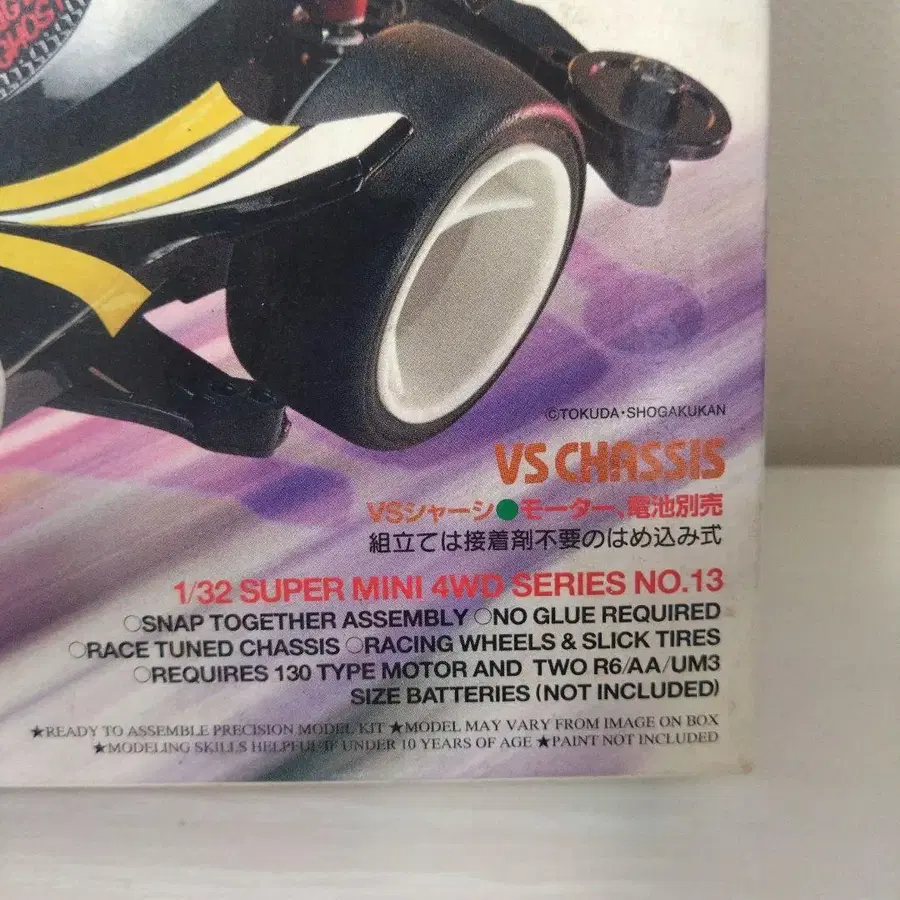 GHOST
©TOKUDA・SHOGAKUKAN
VS CHASSIS
VSシャーシ●モーター、電池別売
組立ては接着剤不要のはめ込み式
1/32 SUPER MINI 4WD SERIES NO.13
○SNAP TOGETHER ASSEMBLY ○NO GLUE REQUIRED
○RACE TUNED CHASSIS ○RACING WHEELS & SLICK TIRES
○REQUIRES 130 TYPE MOTOR AND TWO R6/AA/UM3
SIZE BATTERIES (NOT INCLUDED)
★READY TO ASSEMBLE PRECISION MODEL KIT ★MODEL MAY VARY FROM IMAGE ON BOX
★MODELING SKILLS HELPFUL IF UNDER 10 YEARS OF AGE ★PAINT NOT INCLUDED